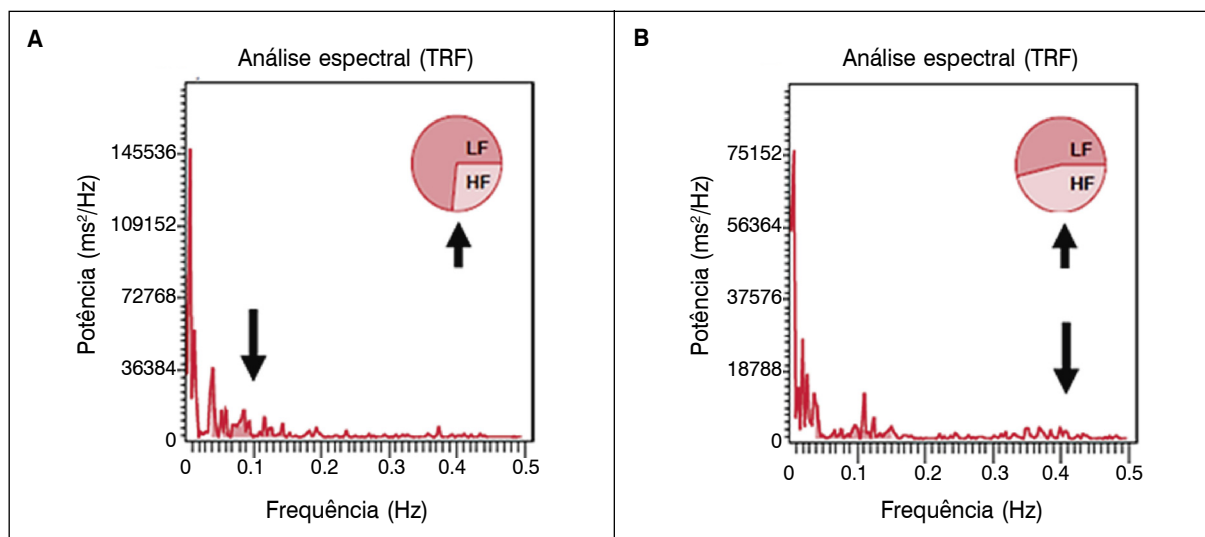 A
Análise espectral (TRF)
LF
HF
145536
109152
72768
36384
0
Potência (ms²/Hz)
0 0.1 0.2 0.3 0.4 0.5
Frequência (Hz)
B
Análise espectral (TRF)
LF
HF
75152
56364
37576
18788
0
Potência (ms²/Hz)
0 0.1 0.2 0.3 0.4 0.5
Frequência (Hz)